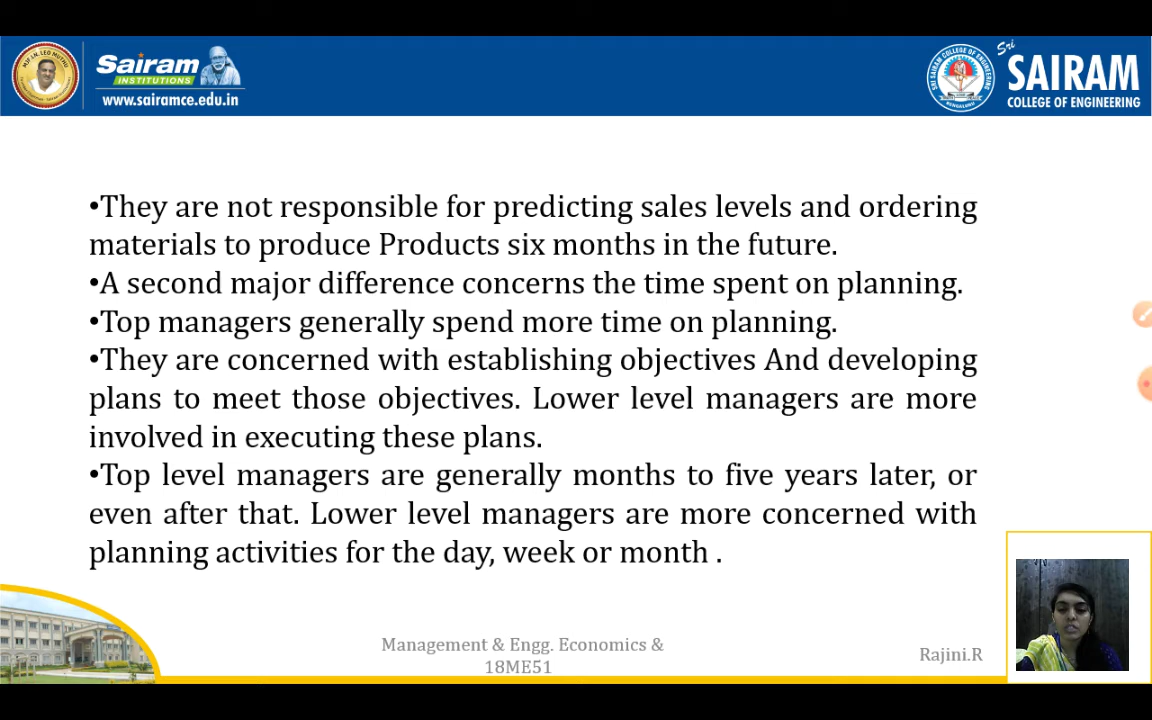 Sairam
INSTITUTIONS
www.sairamce.edu.in
Sri
SAIRAM
COLLEGE OF ENGINEERING
•They are not responsible for predicting sales levels and ordering
materials to produce Products six months in the future.
•A second major difference concerns the time spent on planning.
•Top managers generally spend more time on planning.
•They are concerned with establishing objectives And developing
plans to meet those objectives. Lower level managers are more
involved in executing these plans.
•Top level managers are generally months to five years later, or
even after that. Lower level managers are more concerned with
planning activities for the day, week or month .
Management & Engg. Economics &
18ME51
Rajini.R